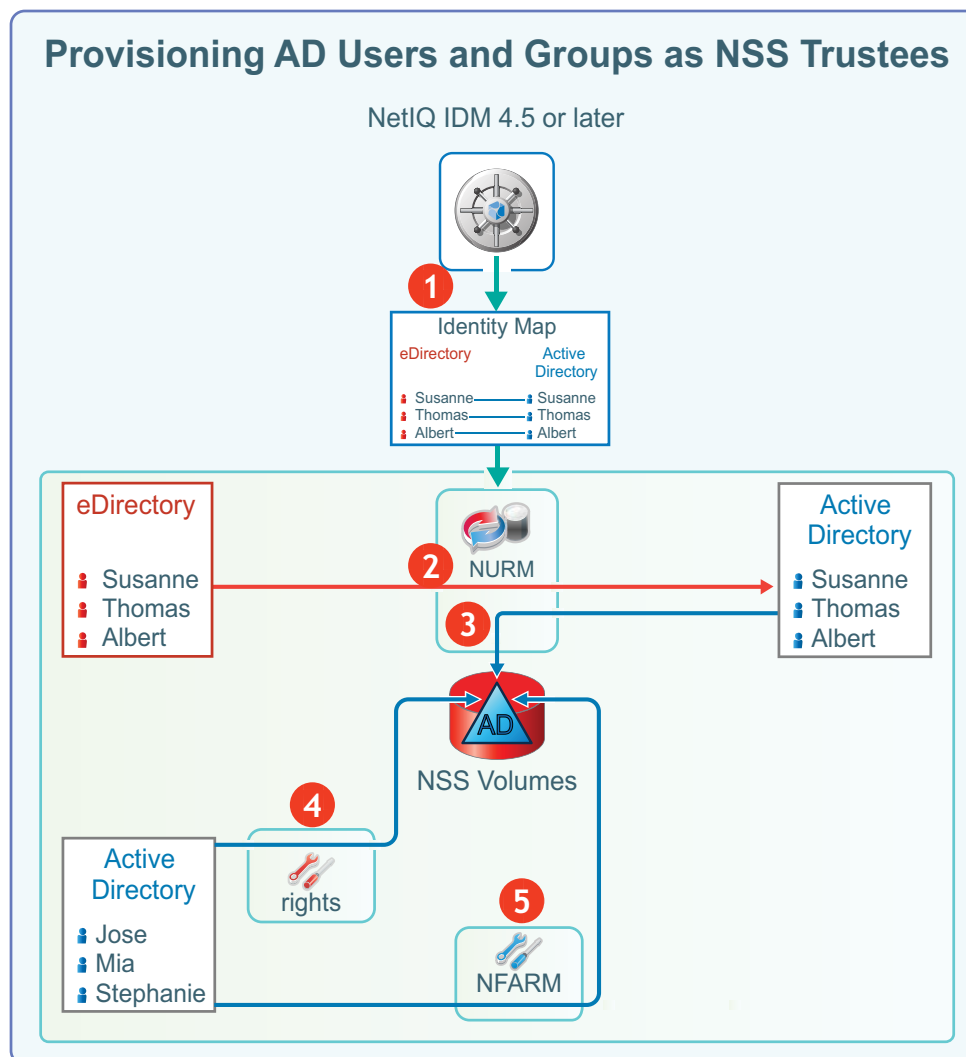 Provisioning AD Users and Groups as NSS Trustees
NetIQ IDM 4.5 or later
1
Identity Map
eDirectory
Active
Directory
Susanne
Susanne
Thomas
Thomas
Albert
Albert
eDirectory
Susanne
Thomas
Albert
NURM
2
3
Active
Directory
Susanne
Thomas
Albert
AD
NSS Volumes
4
rights
Active
Directory
Jose
Mia
Stephanie
5
NFARM